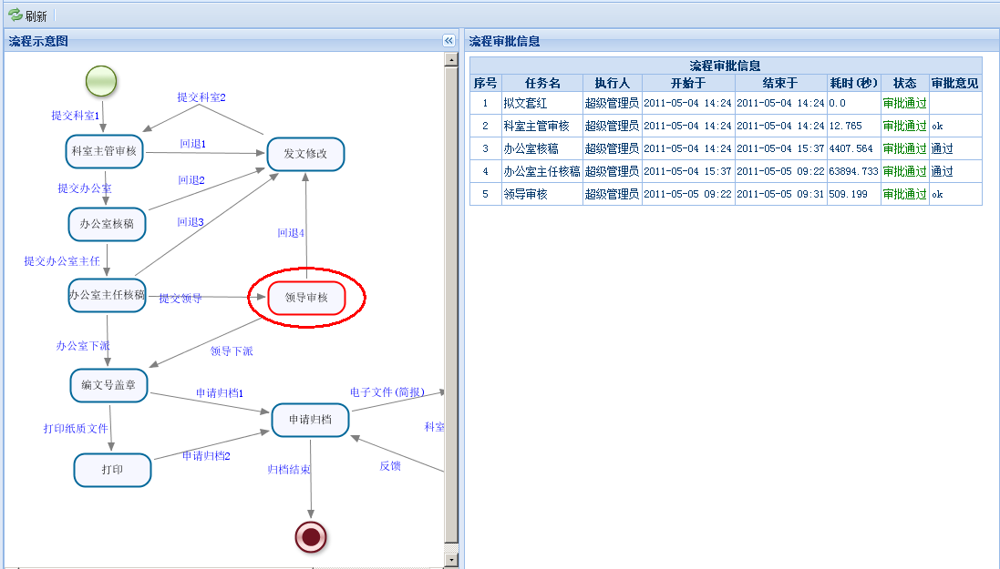 刷新
流程示意图
提交科室2
提交科室1
科室主管审核
回退1
发文修改
提交办公室
回退2
办公室核稿
回退3
回退4
提交办公室主任
办公室主任核稿
提交领导
领导审核
办公室下派
领导下派
编文号盖章
申请归档1
电子文件(简报)
申请归档
打印纸质文件
科室
申请归档2
打印
归档结束
反馈
流程审批信息
流程审批信息
序号 任务名 执行人 开始于 结束于 耗时(秒) 状态 审批意见
1 拟文套红 超级管理员 2011-05-04 14:24 2011-05-04 14:24 0.0 审批通过
2 科室主管审核 超级管理员 2011-05-04 14:24 2011-05-04 14:24 12.765 审批通过 ok
3 办公室核稿 超级管理员 2011-05-04 14:24 2011-05-04 15:37 4407.564 审批通过 通过
4 办公室主任核稿 超级管理员 2011-05-04 15:37 2011-05-05 09:22 63894.733 审批通过 通过
5 领导审核 超级管理员 2011-05-05 09:22 2011-05-05 09:31 509.199 审批通过 ok